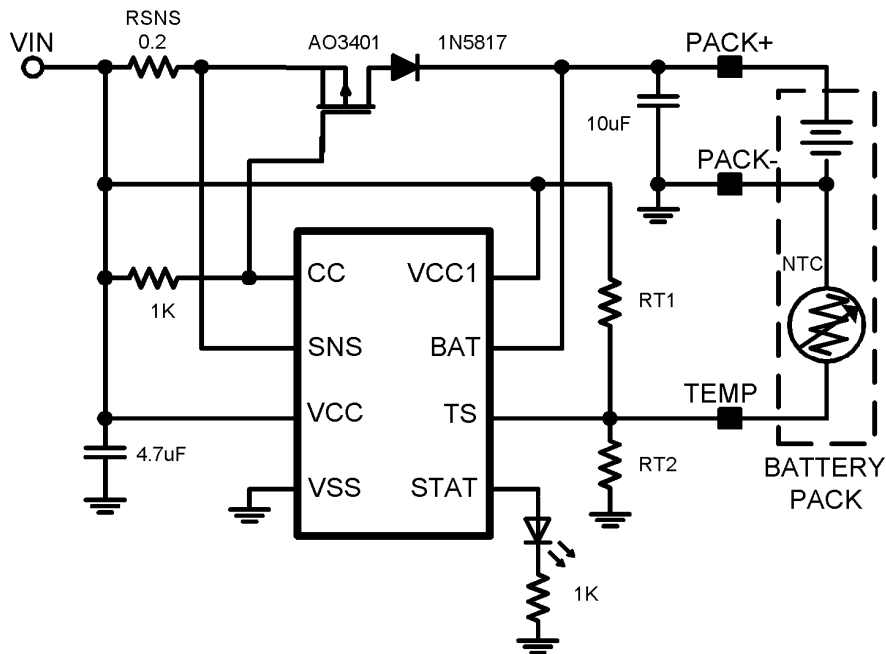 RSNS
0.2
VIN
AO3401
1N5817
PACK+
10uF
PACK-
1K
CC
VCC1
NTC
RT1
SNS
BAT
VCC
TS
TEMP
4.7uF
RT2
VSS
STAT
BATTERY
PACK
1K